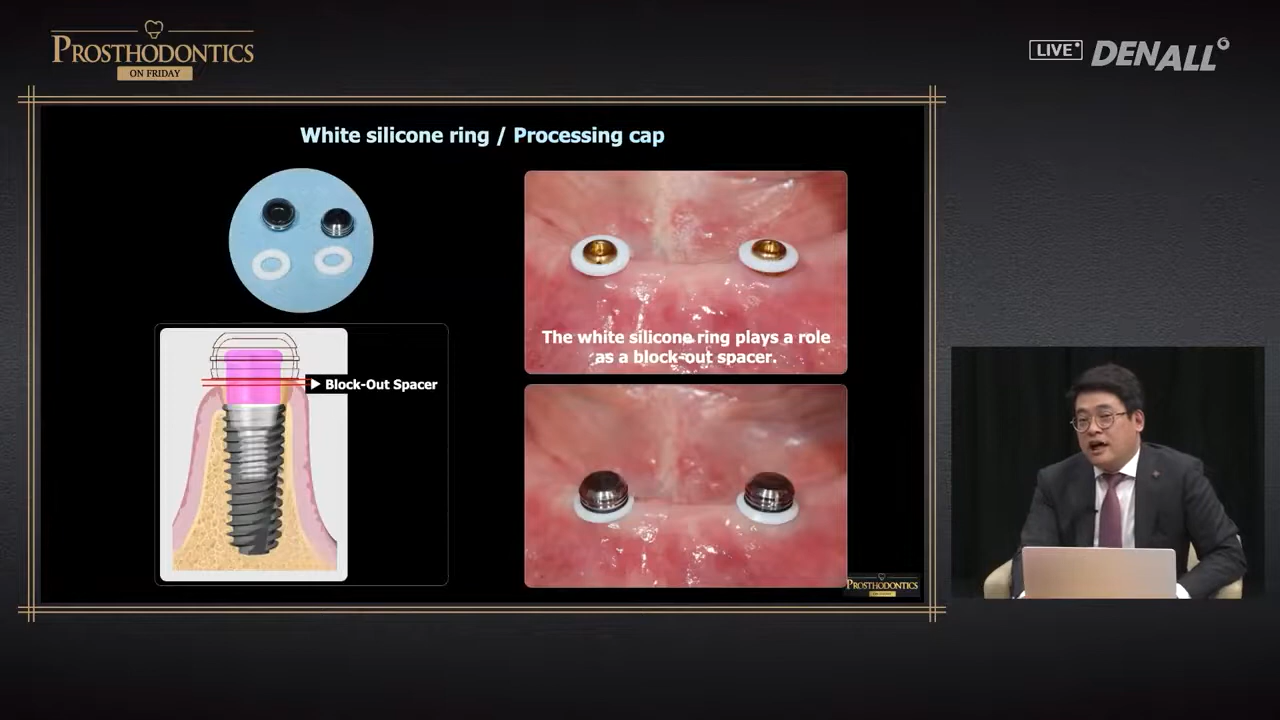 PROSTHODONTICS
ON FRIDAY
LIVE
DENALL
White silicone ring / Processing cap
Block-Out Spacer
The white silicone ring plays a role
as a block-out spacer.
PROSTHODONTICS